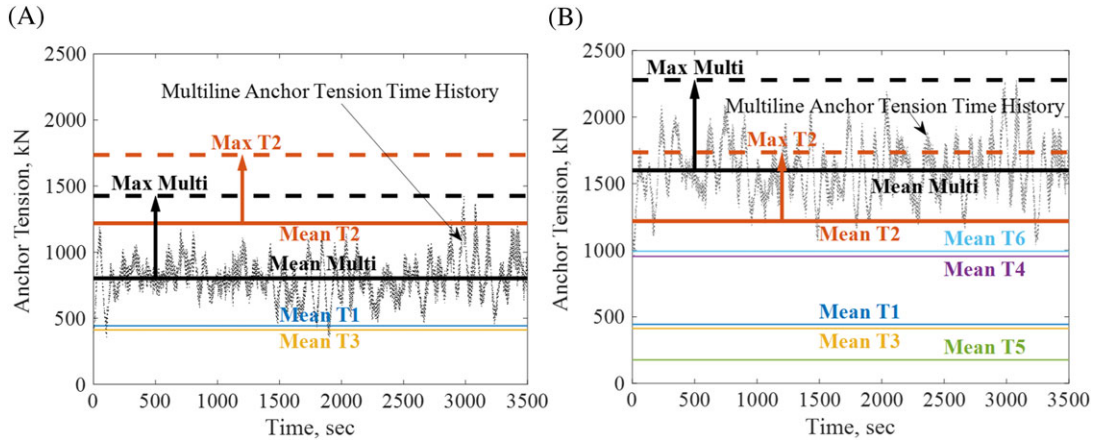 (A)
2500
2000
1500
1000
500
0
Anchor Tension, kN
Multiline Anchor Tension Time History
Max T2
Max Multi
Mean T2
Mean Multi
Mean T1
Mean T3
0 500 1000 1500 2000 2500 3000 3500
Time, sec
(B)
2500
2000
1500
1000
500
0
Anchor Tension, kN
Max Multi
Multiline Anchor Tension Time History
Max T2
Mean Multi
Mean T2
Mean T6
Mean T4
Mean T1
Mean T3
Mean T5
0 500 1000 1500 2000 2500 3000 3500
Time, sec